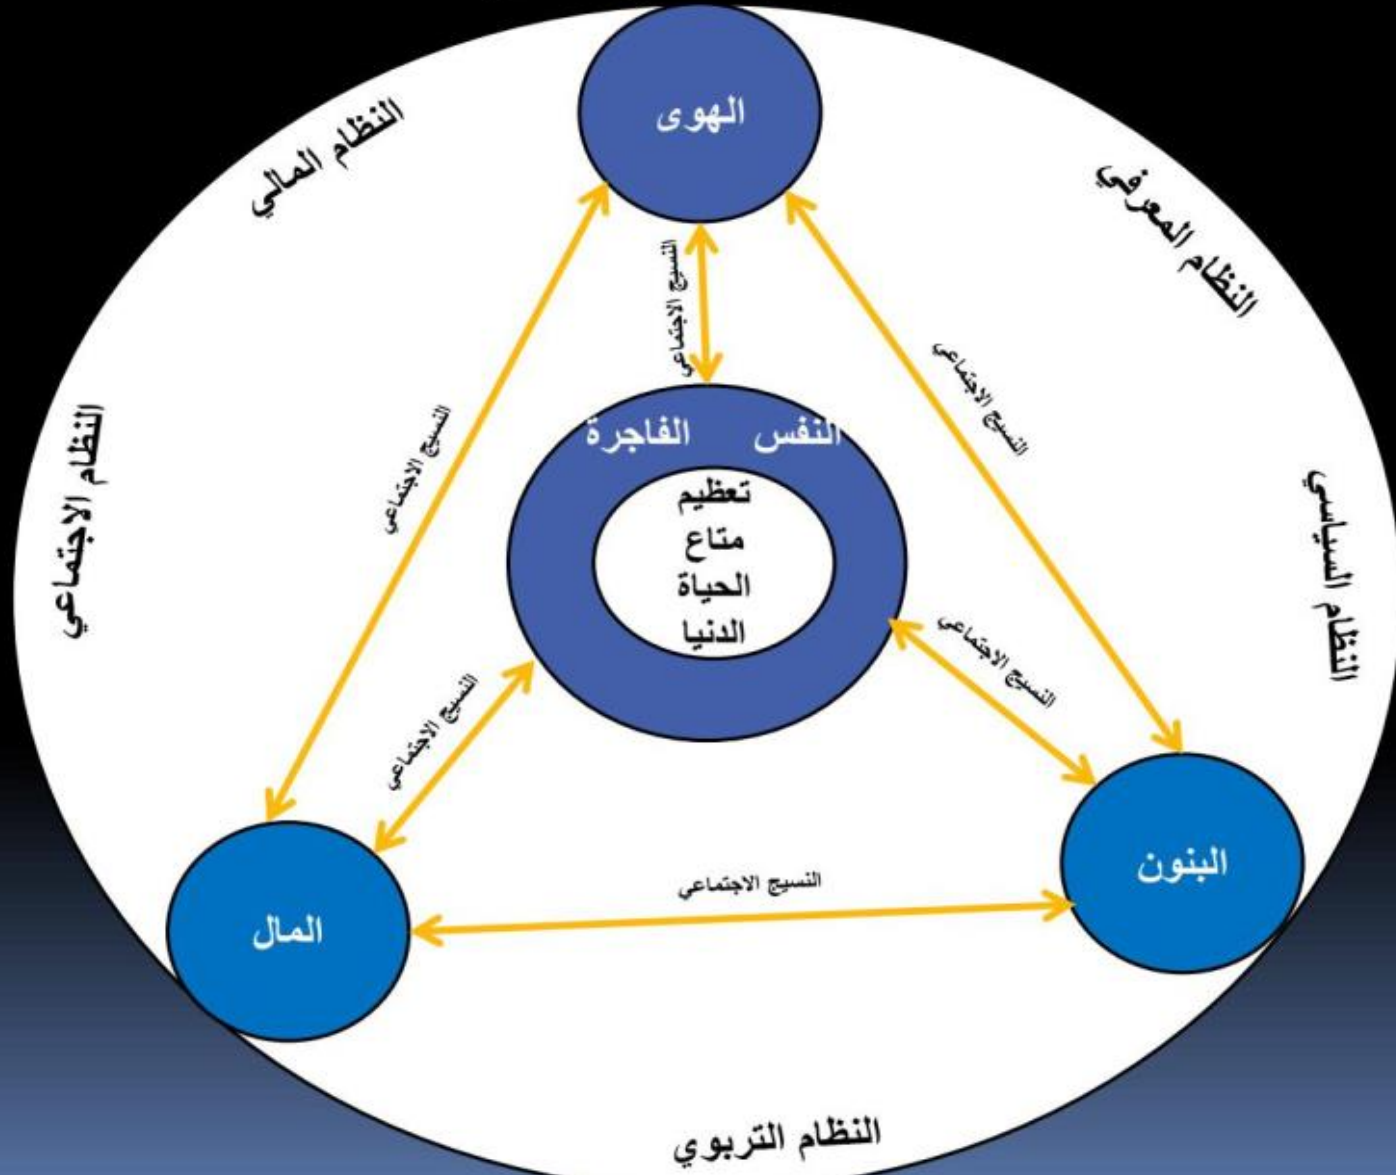 الهوى
النظام المالي
النظام المعرفي
النسيج الاجتماعي
النسيج الاجتماعي
النسيج الاجتماعي
النظام الاجتماعي
النظام السياسي
النفس الفاجرة
تعظيم
متاع
الحياة
الدنيا
النسيج الاجتماعي
النسيج الاجتماعي
البنون
المال
النسيج الاجتماعي
النظام التربوي